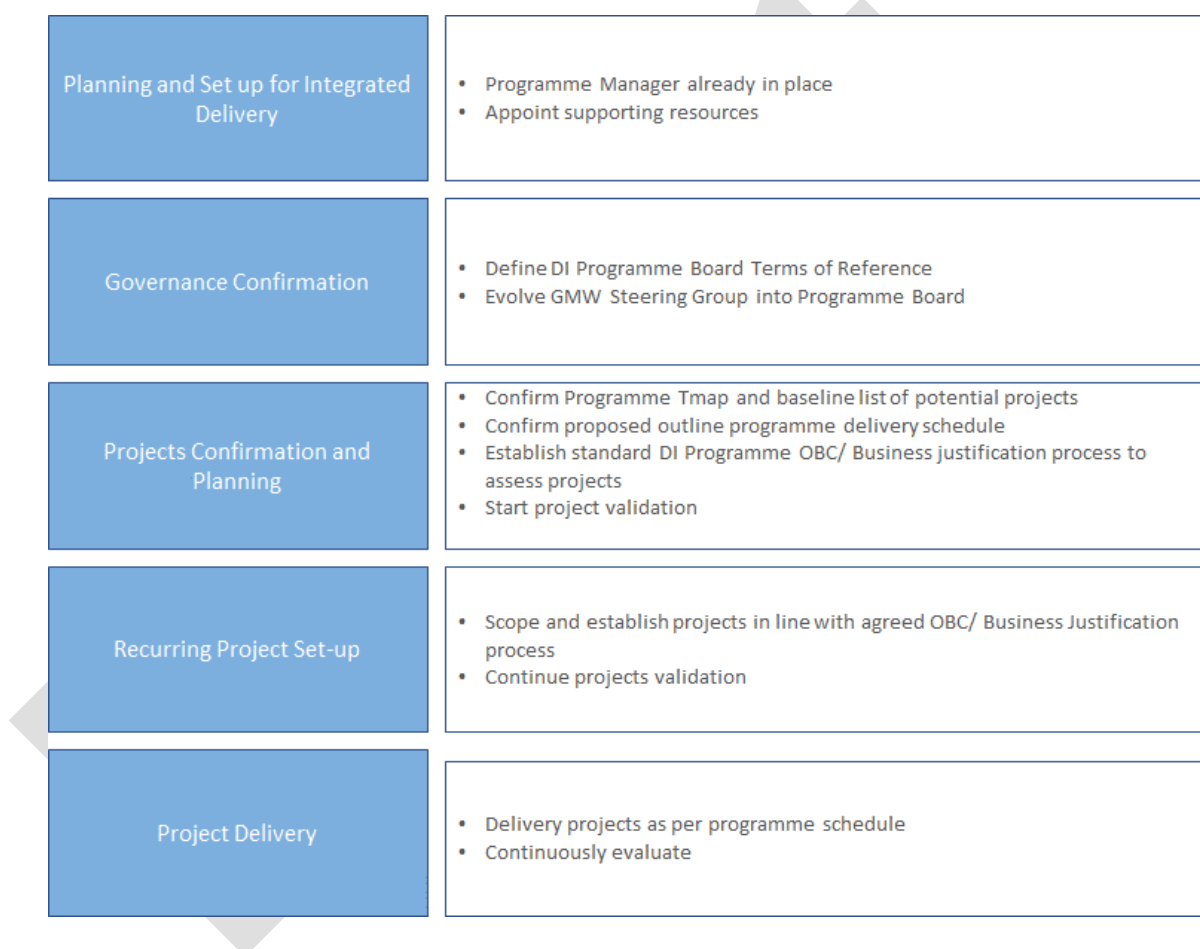 Planning and Set up for Integrated
Delivery
• Programme Manager already in place
• Appoint supporting resources
Governance Confirmation
• Define DI Programme Board Terms of Reference
• Evolve GMW Steering Group into Programme Board
Projects Confirmation and
Planning
• Confirm Programme Tmap and baseline list of potential projects
• Confirm proposed outline programme delivery schedule
• Establish standard DI Programme OBC/ Business justification process to
assess projects
• Start project validation
Recurring Project Set-up
• Scope and establish projects in line with agreed OBC/ Business Justification
process
• Continue projects validation
Project Delivery
• Delivery projects as per programme schedule
• Continuously evaluate